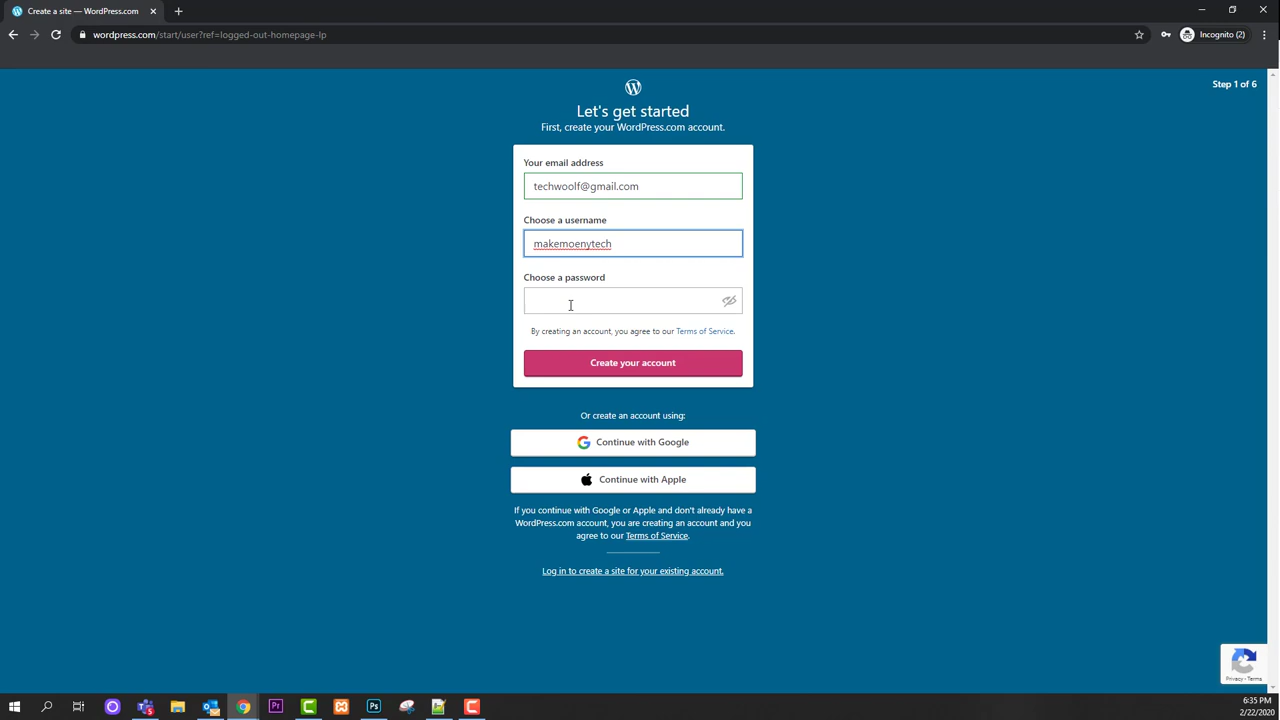 Create a site — WordPress.com
wordpress.com/start/user?ref=logged-out-homepage-lp
Incognito (2)
Step 1 of 6
Let's get started
First, create your WordPress.com account.
Your email address
techwoolf@gmail.com
Choose a username
makemoenytech
Choose a password
By creating an account, you agree to our Terms of Service.
Create your account
Or create an account using:
Continue with Google
Continue with Apple
If you continue with Google or Apple and don't already have a
WordPress.com account, you are creating an account and you
agree to our Terms of Service.
Log in to create a site for your existing account.
Privacy - Terms
6:35 PM
2/22/2020